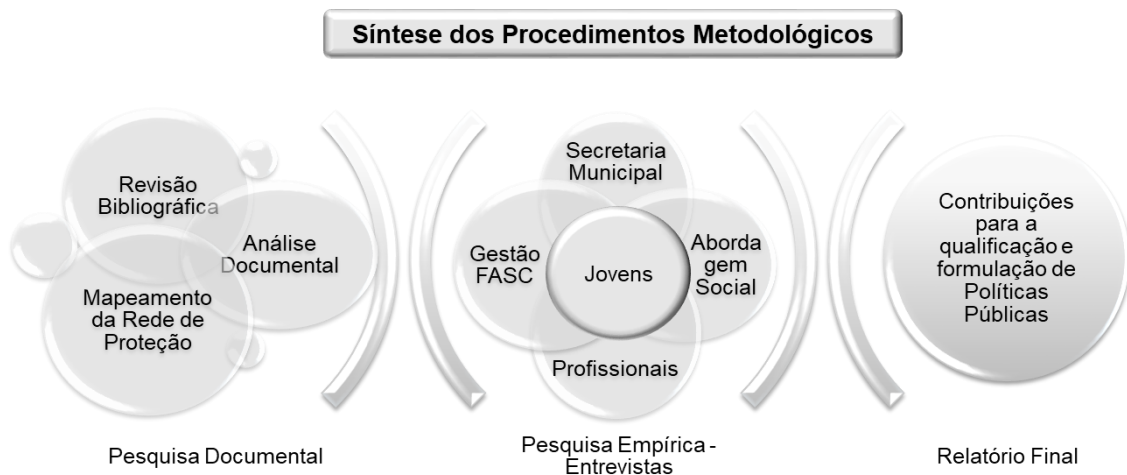 Síntese dos Procedimentos Metodológicos
Revisão
Bibliográfica
Análise
Documental
Mapeamento
da Rede de
Proteção
Pesquisa Documental
Secretaria
Municipal
Gestão
FASC
Jovens
Aborda
gem
Social
Profissionais
Pesquisa Empírica -
Entrevistas
Contribuições
para a
qualificação e
formulação de
Políticas
Públicas
Relatório Final